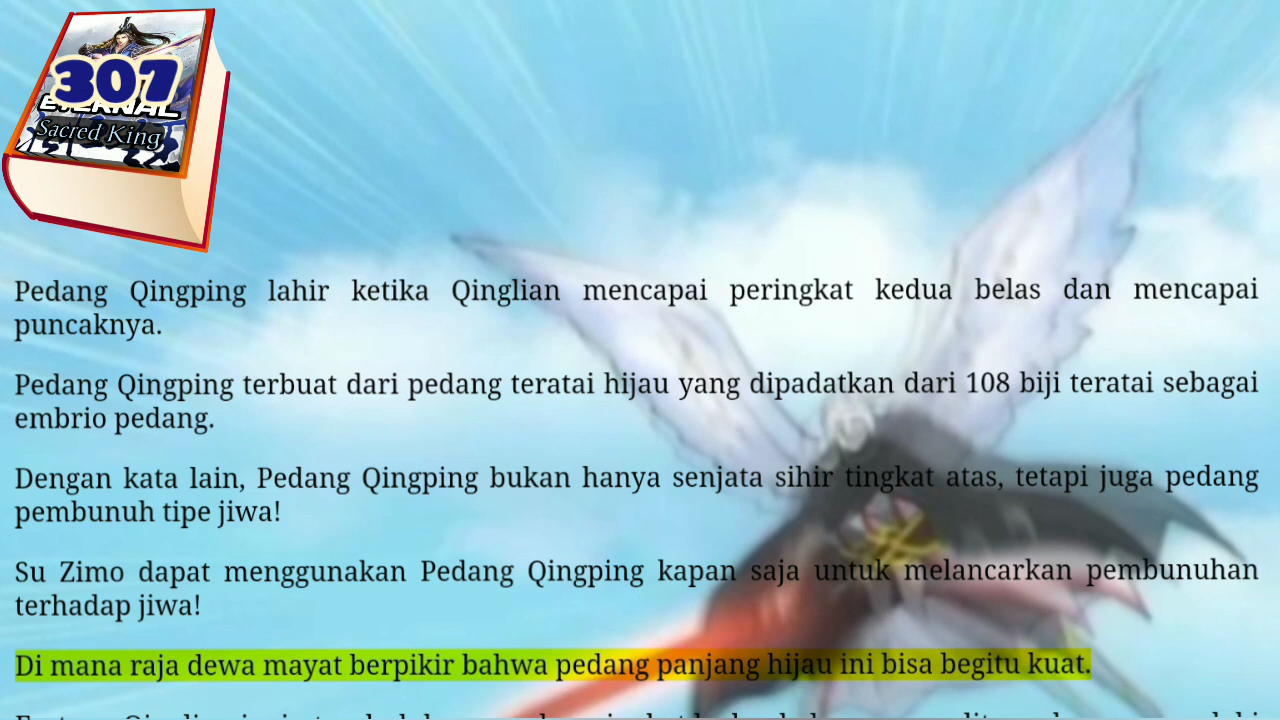 307
ETERNAL
Sacred King
Pedang Qingping lahir ketika Qinglian mencapai peringkat kedua belas dan mencapai
puncaknya.
Pedang Qingping terbuat dari pedang teratai hijau yang dipadatkan dari 108 biji teratai sebagai
embrio pedang.
Dengan kata lain, Pedang Qingping bukan hanya senjata sihir tingkat atas, tetapi juga pedang
pembunuh tipe jiwa!
Su Zimo dapat menggunakan Pedang Qingping kapan saja untuk melancarkan pembunuhan
terhadap jiwa!
Di mana raja dewa mayat berpikir bahwa pedang panjang hijau ini bisa begitu kuat.